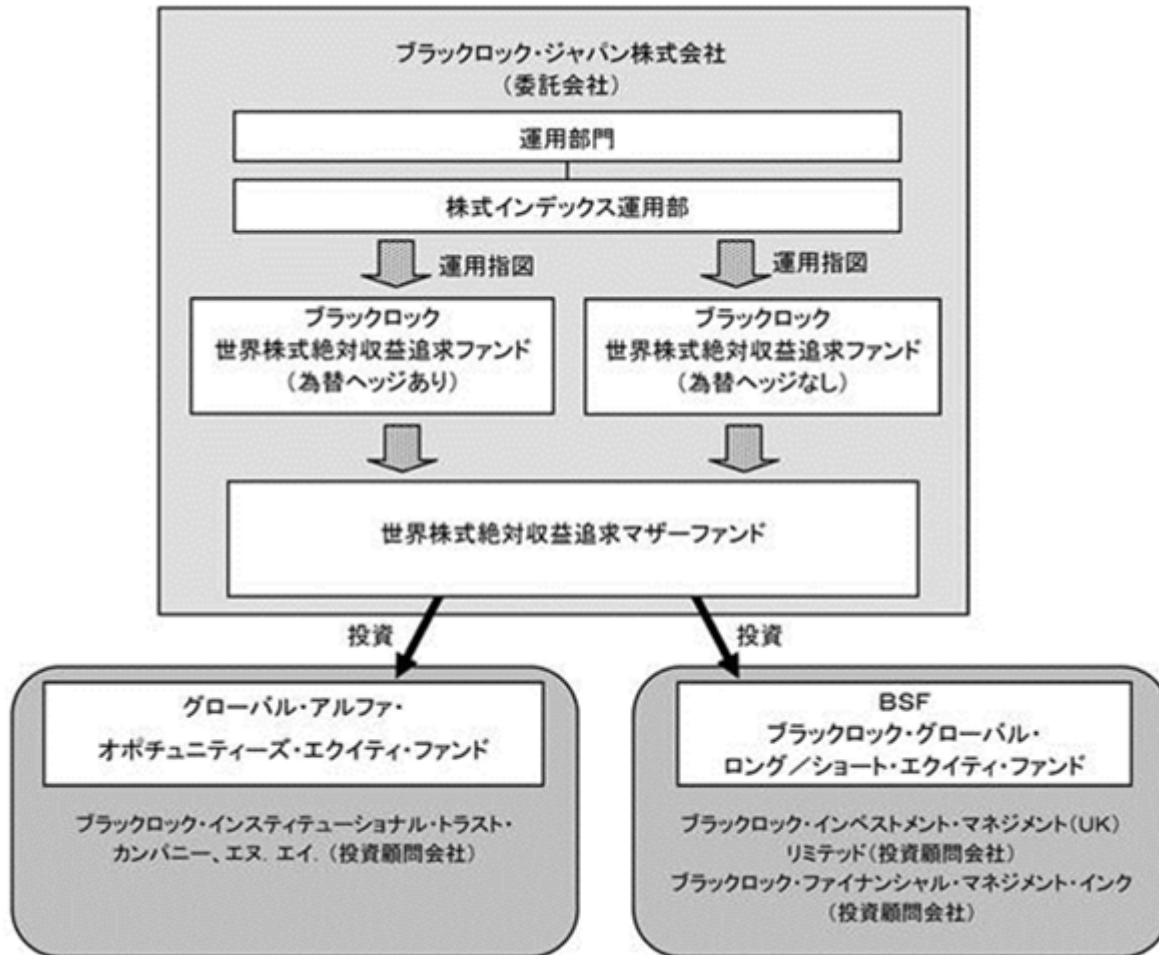 ブラックロック・ジャパン株式会社
(委託会社)
運用部門
株式インデックス運用部
運用指図
運用指図
ブラックロック
世界株式絶対収益追求ファンド
(為替ヘッジあり)
ブラックロック
世界株式絶対収益追求ファンド
(為替ヘッジなし)
世界株式絶対収益追求マザーファンド
投資
投資
グローバル・アルファ・
オポチュニティーズ・エクイティ・ファンド
ブラックロック・インスティテューショナル・トラスト・
カンパニー、エヌ.エイ.(投資顧問会社)
BSF
ブラックロック・グローバル・
ロング/ショート・エクイティ・ファンド
ブラックロック・インベストメント・マネジメント(UK)
リミテッド(投資顧問会社)
ブラックロック・ファイナンシャル・マネジメント・インク
(投資顧問会社)